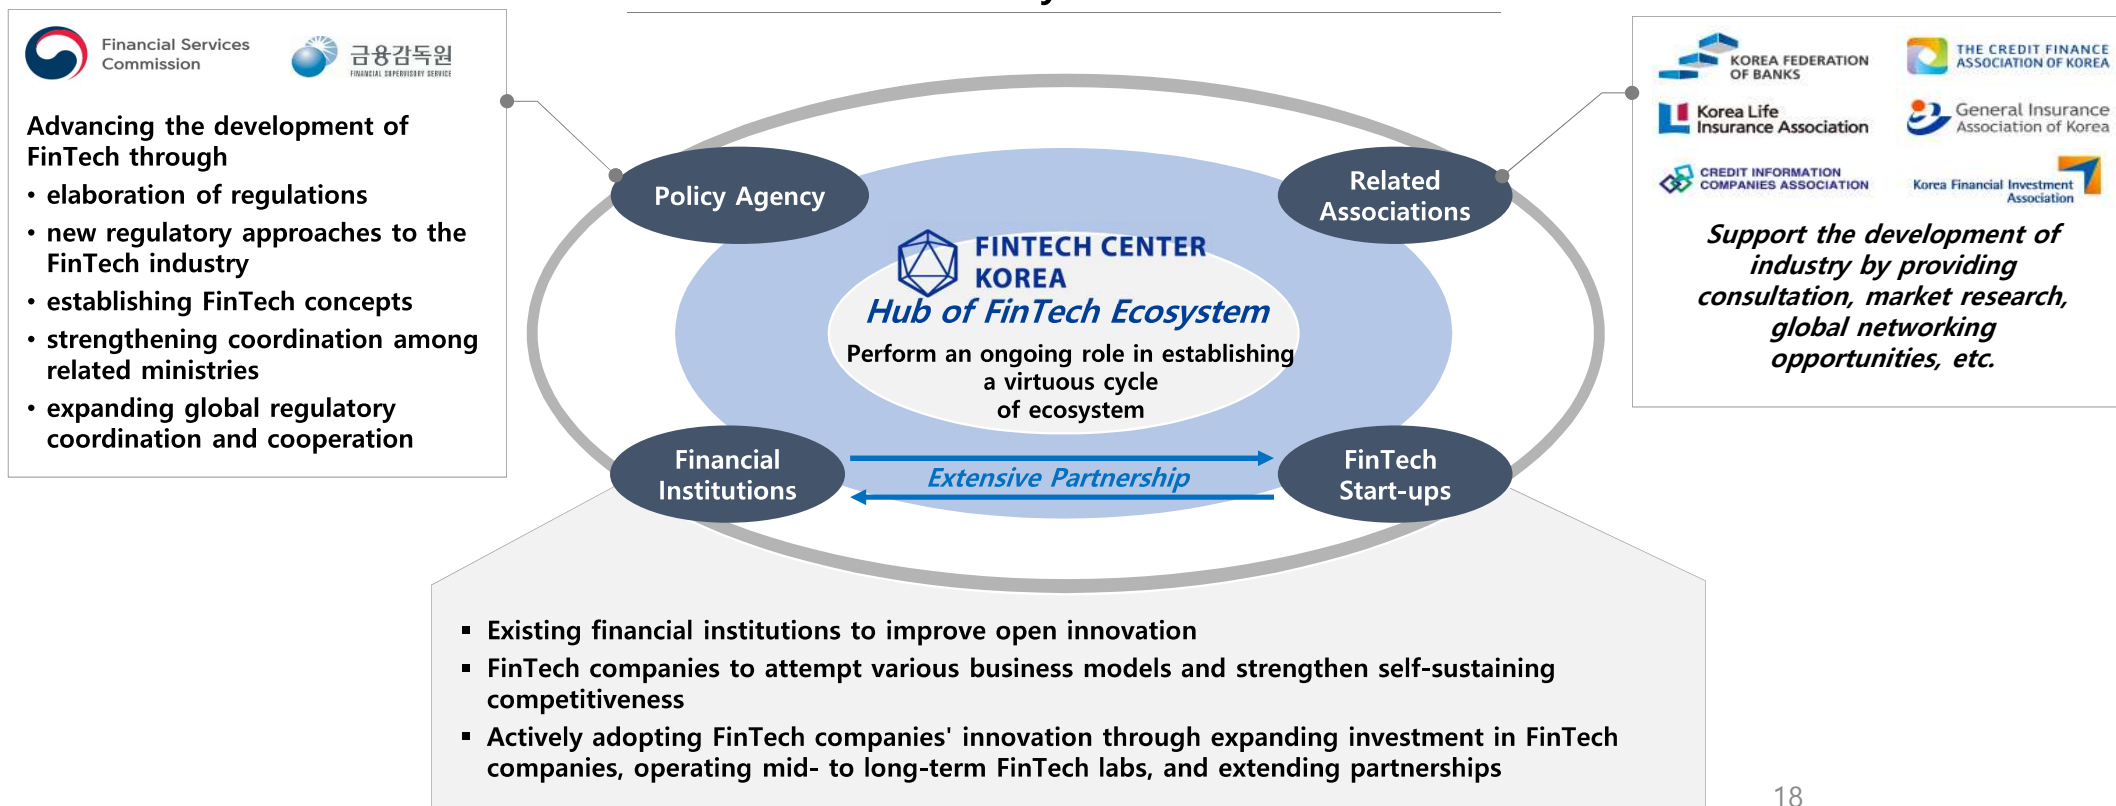 Financial Services
Commission
금융감독원
FINANCIAL SUPERVISORY SERVICE
Advancing the development of
FinTech through
• elaboration of regulations
• new regulatory approaches to the
FinTech industry
• establishing FinTech concepts
• strengthening coordination among
related ministries
• expanding global regulatory
coordination and cooperation
Policy Agency
Related
Associations
KOREA FEDERATION
OF BANKS
THE CREDIT FINANCE
ASSOCIATION OF KOREA
Korea Life
Insurance Association
General Insurance
Association of Korea
CREDIT INFORMATION
COMPANIES ASSOCIATION
Korea Financial Investment
Association
Support the development of
industry by providing
consultation, market research,
global networking
opportunities, etc.
FINTECH CENTER
KOREA
Hub of FinTech Ecosystem
Perform an ongoing role in establishing
a virtuous cycle
of ecosystem
Financial
Institutions
Extensive Partnership
FinTech
Start-ups
▪ Existing financial institutions to improve open innovation
▪ FinTech companies to attempt various business models and strengthen self-sustaining
competitiveness
▪ Actively adopting FinTech companies' innovation through expanding investment in FinTech
companies, operating mid- to long-term FinTech labs, and extending partnerships
18